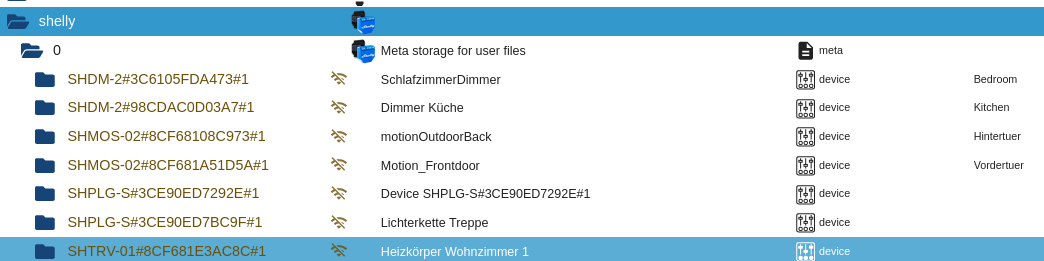 shelly
0 Meta storage for user files meta
SHDM-2#3C6105FDA473#1 SchlafzimmerDimmer device Bedroom
SHDM-2#98CDAC0D03A7#1 Dimmer Küche device Kitchen
SHMOS-02#8CF68108C973#1 motionOutdoorBack device Hintertuer
SHMOS-02#8CF681A51D5A#1 Motion_Frontdoor device Vordertuer
SHPLG-S#3CE90ED7292E#1 Device SHPLG-S#3CE90ED7292E#1 device
SHPLG-S#3CE90ED7BC9F#1 Lichterkette Treppe device
SHTRV-01#8CF681E3AC8C#1 Heizkörper Wohnzimmer 1 device